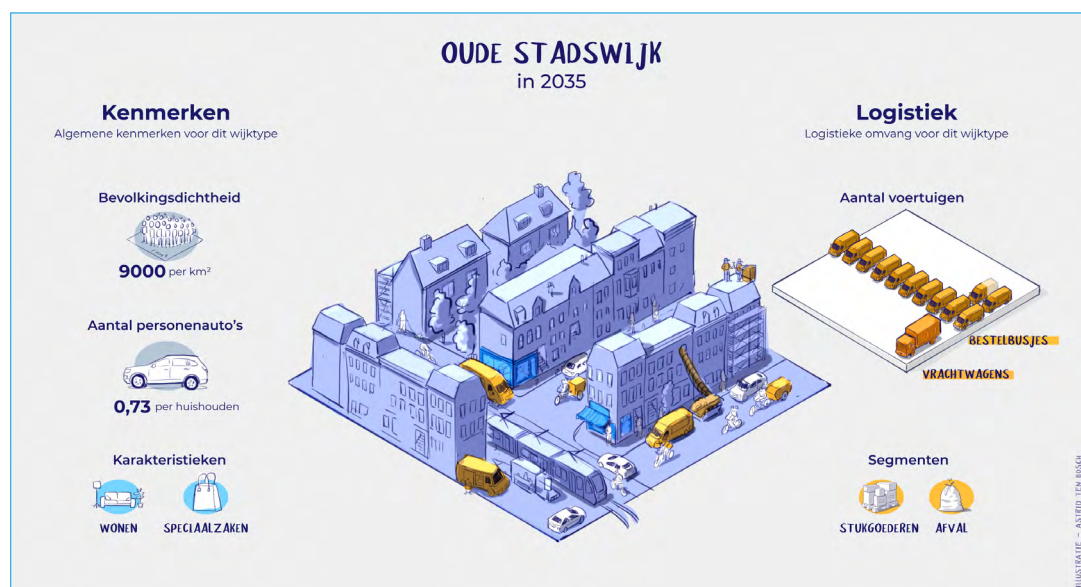 OUDE STADSWIJK
in 2035
Kenmerken
Algemene kenmerken voor dit wijktype
Bevolkingsdichtheid
9000 per km²
Aantal personenauto's
0,73 per huishouden
Karakteristieken
WONEN
SPECIAALZAKEN
Logistiek
Logistieke omvang voor dit wijktype
Aantal voertuigen
BESTELBUSJES
VRACHTWAGENS
Segmenten
STUKGOEDEREN
AFVAL
ILLUSTRATIE - ASTRID TEN BOSCH